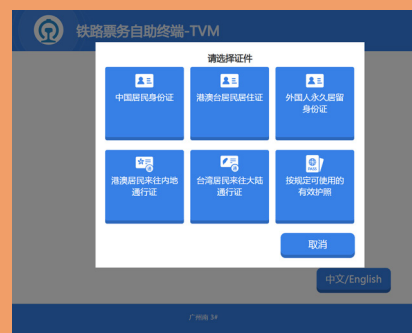 铁路票务自助终端-TVM
请选择证件
中国居民身份证
港澳台居民居住证
外国人永久居留
身份证
港澳居民来往内地
通行证
台湾居民来往大陆
通行证
按规定可使用的
有效护照
取消
中文/English
广州南 3#